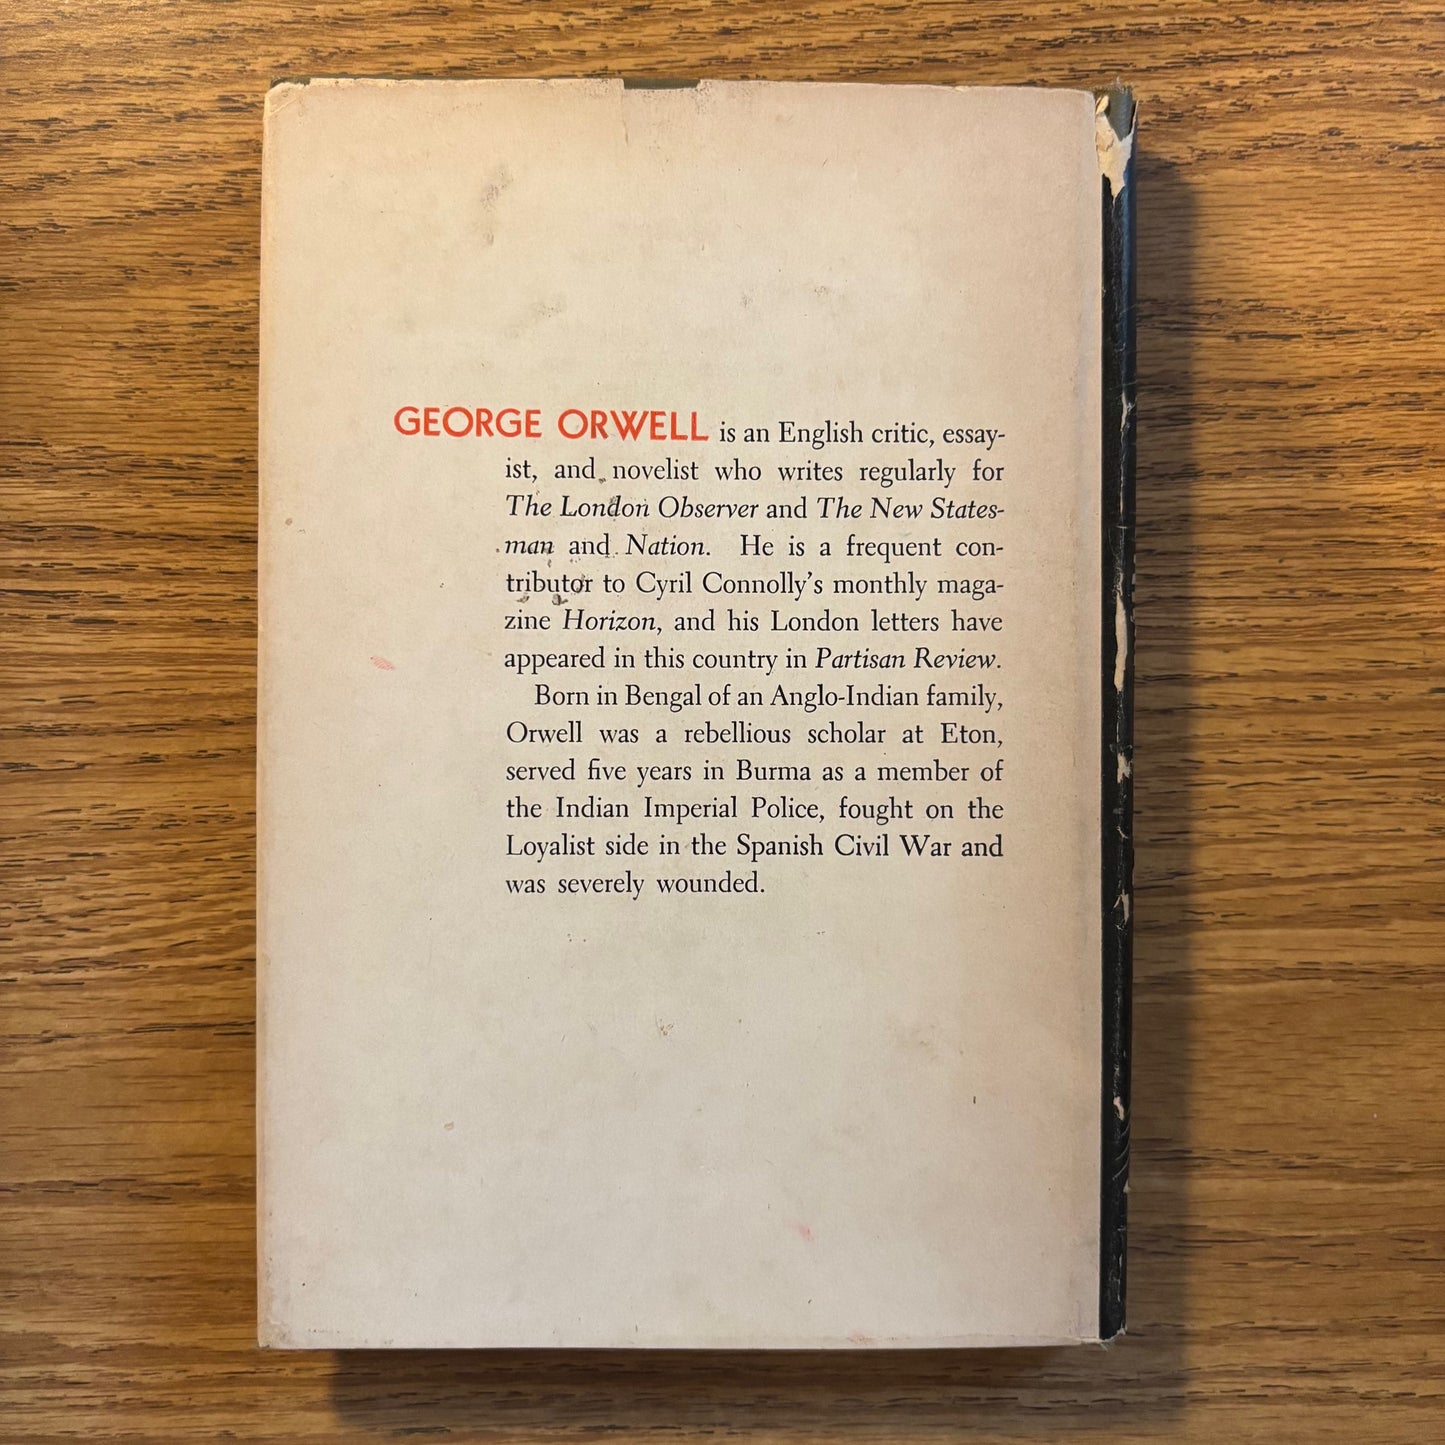 GEORGE ORWELL is an English critic, essay-
ist, and novelist who writes regularly for
The London Observer and The New States-
man and Nation. He is a frequent con-
tributor to Cyril Connolly's monthly maga-
zine Horizon, and his London letters have
appeared in this country in Partisan Review.
Born in Bengal of an Anglo-Indian family,
Orwell was a rebellious scholar at Eton,
served five years in Burma as a member of
the Indian Imperial Police, fought on the
Loyalist side in the Spanish Civil War and
was severely wounded.